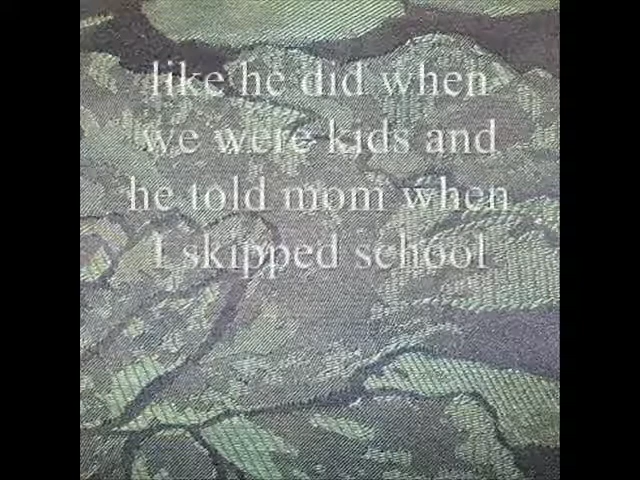 like he did when
we were kids and
he told mom when
I skipped school